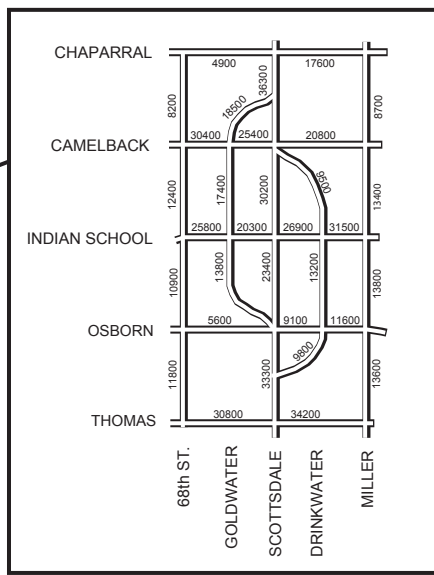 CHAPARRAL
4900 17600
8200 18500 36300 8700
CAMELBACK
30400 25400 20800
12400 17400 30200 9500 13400
INDIAN SCHOOL
25800 20300 26900 31500
10900 13800 23400 13200 13800
OSBORN
5600 9100 11600
11800 33300 9800 13600
THOMAS
30800 34200
68th ST.
GOLDWATER
SCOTTSDALE
DRINKWATER
MILLER